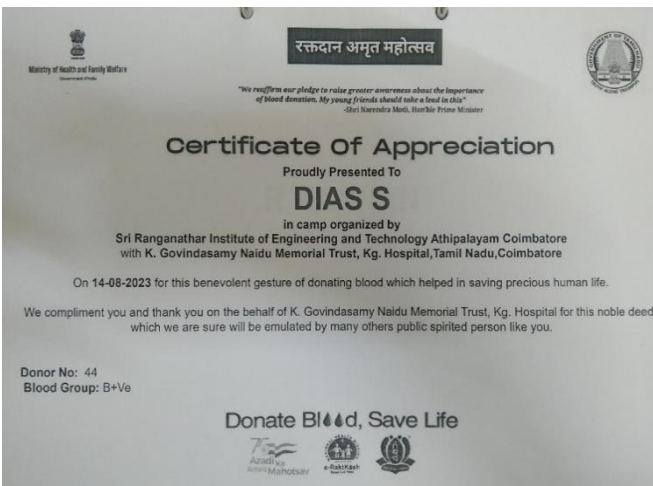 रक्तदान अमृत महोत्सव
Ministry of Health and Family Welfare
Government of India
GOVERNMENT OF TAMILNADU
"We reaffirm our pledge to raise greater awareness about the importance
of blood donation. My young friends should take a lead in this"
-Shri Narendra Modi, Hon'ble Prime Minister
Certificate Of Appreciation
Proudly Presented To
DIAS S
in camp organized by
Sri Ranganathar Institute of Engineering and Technology Athipalayam Coimbatore
with K. Govindasamy Naidu Memorial Trust, Kg. Hospital,Tamil Nadu,Coimbatore
On 14-08-2023 for this benevolent gesture of donating blood which helped in saving precious human life.
We compliment you and thank you on the behalf of K. Govindasamy Naidu Memorial Trust, Kg. Hospital for this noble deed
which we are sure will be emulated by many others public spirited person like you.
Donor No: 44
Blood Group: B+Ve
Donate Blood, Save Life
75
Azadi Ka
Amrit Mahotsav
e-RaktKosh